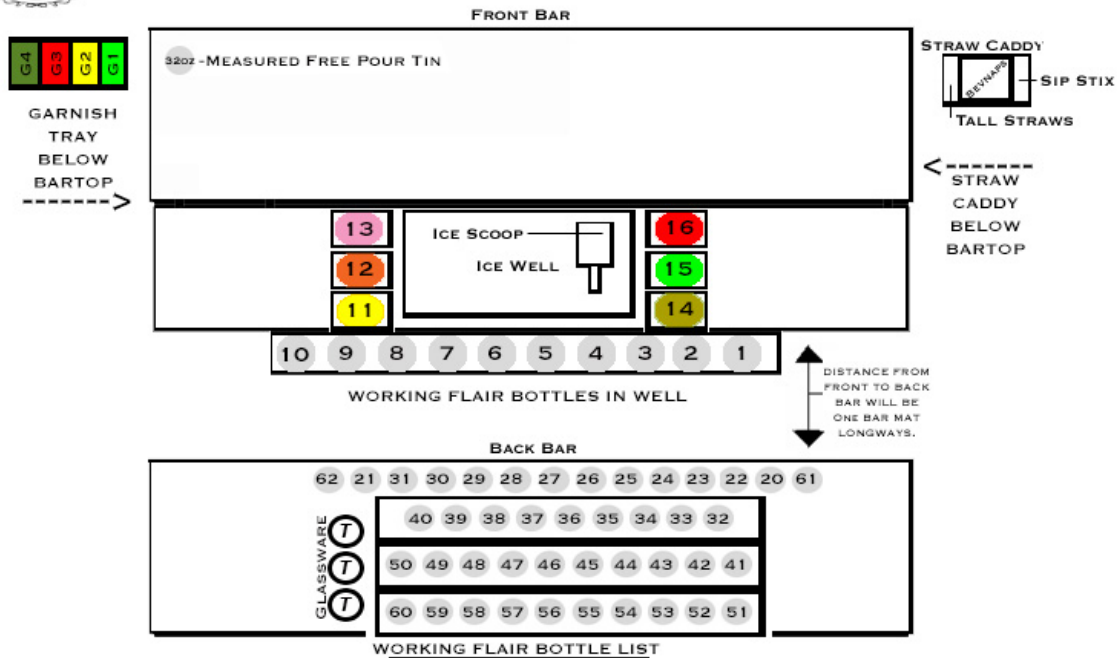 FRONT BAR
G4 G3 G2 G1
GARNISH
TRAY
BELOW
BARTOP
32OZ -MEASURED FREE POUR TIN
STRAW CADDY
BEVNAPS
SIP STIX
TALL STRAWS
STRAW
CADDY
BELOW
BARTOP
13
12
11
ICE SCOOP
ICE WELL
16
15
14
10 9 8 7 6 5 4 3 2 1
WORKING FLAIR BOTTLES IN WELL
DISTANCE FROM
FRONT TO BACK
BAR WILL BE
ONE BAR MAT
LONGWAYS.
BACK BAR
62 21 31 30 29 28 27 26 25 24 23 22 20 61
GLASSWARE
T
T
T
40 39 38 37 36 35 34 33 32
50 49 48 47 46 45 44 43 42 41
60 59 58 57 56 55 54 53 52 51
WORKING FLAIR BOTTLE LIST